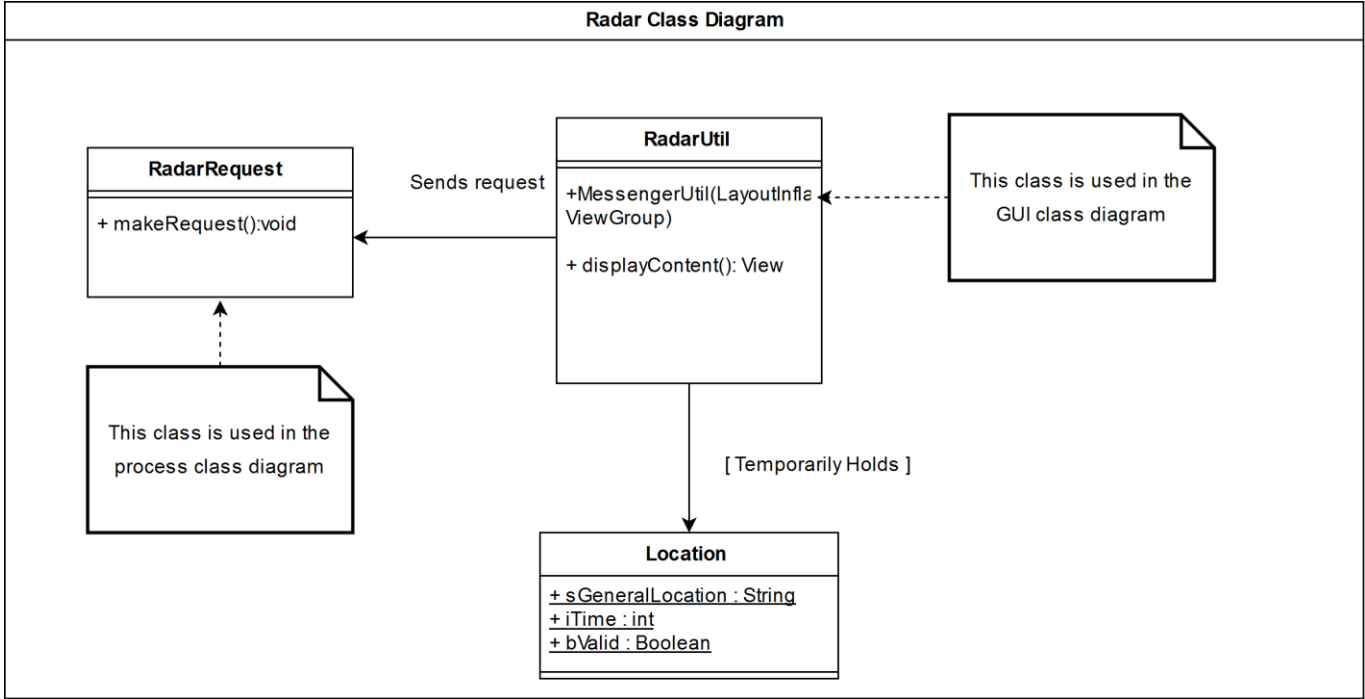 Radar Class Diagram
RadarRequest
+ makeRequest():void
Sends request
RadarUtil
+MessengerUtil(LayoutInfla
ViewGroup)
+ displayContent(): View
This class is used in the
GUI class diagram
This class is used in the
process class diagram
[ Temporarily Holds ]
Location
+ sGeneralLocation : String
+ iTime : int
+ bValid : Boolean